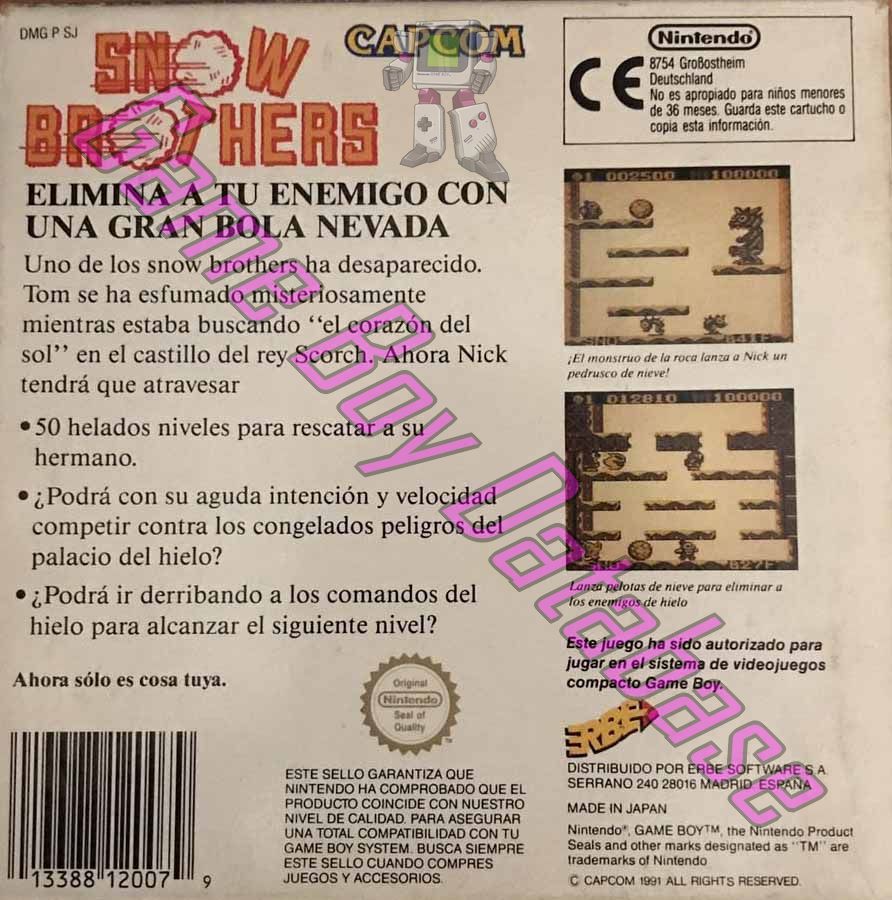 DMG P SJ
SNOW
BROTHERS
CAPCOM
ELIMINA A TU ENEMIGO CON
UNA GRAN BOLA NEVADA
Uno de los snow brothers ha desaparecido.
Tom se ha esfumado misteriosamente
mientras estaba buscando “el corazón del
sol” en el castillo del rey Scorch. Ahora Nick
tendrá que atravesar
• 50 helados niveles para rescatar a su
hermano.
• ¿Podrá con su aguda intención y velocidad
competir contra los congelados peligros del
palacio del hielo?
• ¿Podrá ir derribando a los comandos del
hielo para alcanzar el siguiente nivel?
Ahora sólo es cosa tuya.
Original
Nintendo
Seal of
Quality
TM
ESTE SELLO GARANTIZA QUE
NINTENDO HA COMPROBADO QUE EL
PRODUCTO COINCIDE CON NUESTRO
NIVEL DE CALIDAD. PARA ASEGURAR
UNA TOTAL COMPATIBILIDAD CON TU
GAME BOY SYSTEM. BUSCA SIEMPRE
ESTE SELLO CUANDO COMPRES
JUEGOS Y ACCESORIOS.
13388 12007 9
Nintendo
CE
8754 Großostheim
Deutschland
No es apropiado para niños menores
de 36 meses. Guarda este cartucho o
copia esta información.
1 002500 100000
¡El monstruo de la roca lanza a Nick un
pedrusco de nieve!
1 012810 100000
Lanza pelotas de nieve para eliminar a
los enemigos de hielo
Este juego ha sido autorizado para
jugar en el sistema de videojuegos
compacto Game Boy.
ERBE
DISTRIBUIDO POR ERBE SOFTWARE S.A.
SERRANO 240 28016 MADRID. ESPAÑA
MADE IN JAPAN
Nintendo®, GAME BOY™, the Nintendo Product
Seals and other marks designated as “TM” are
trademarks of Nintendo
© CAPCOM 1991 ALL RIGHTS RESERVED.
Game Boy Database